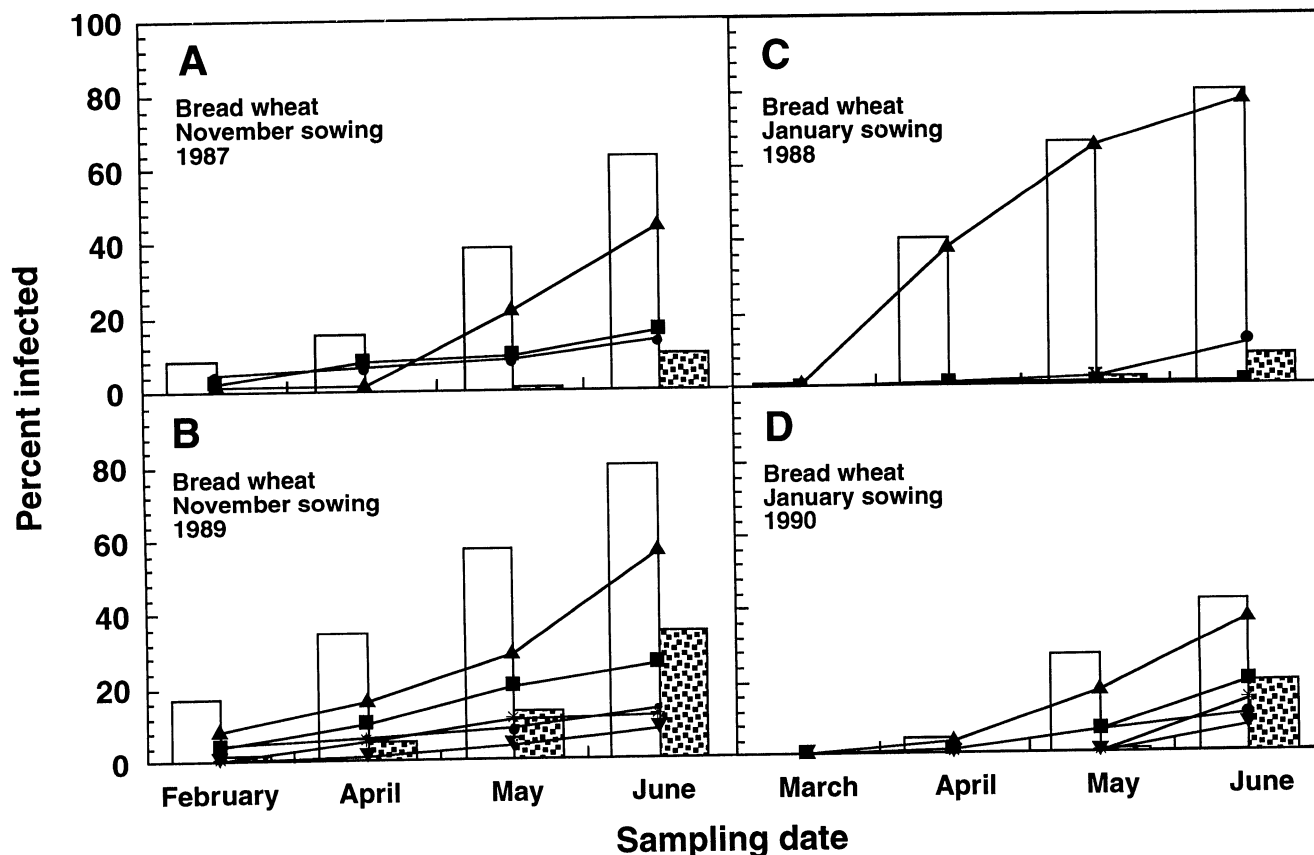 Percent infected
100
80
60
40
20
0
A
Bread wheat
November sowing
1987
C
Bread wheat
January sowing
1988
80
60
40
20
0
B
Bread wheat
November sowing
1989
D
Bread wheat
January sowing
1990
February April May June March April May June
Sampling date